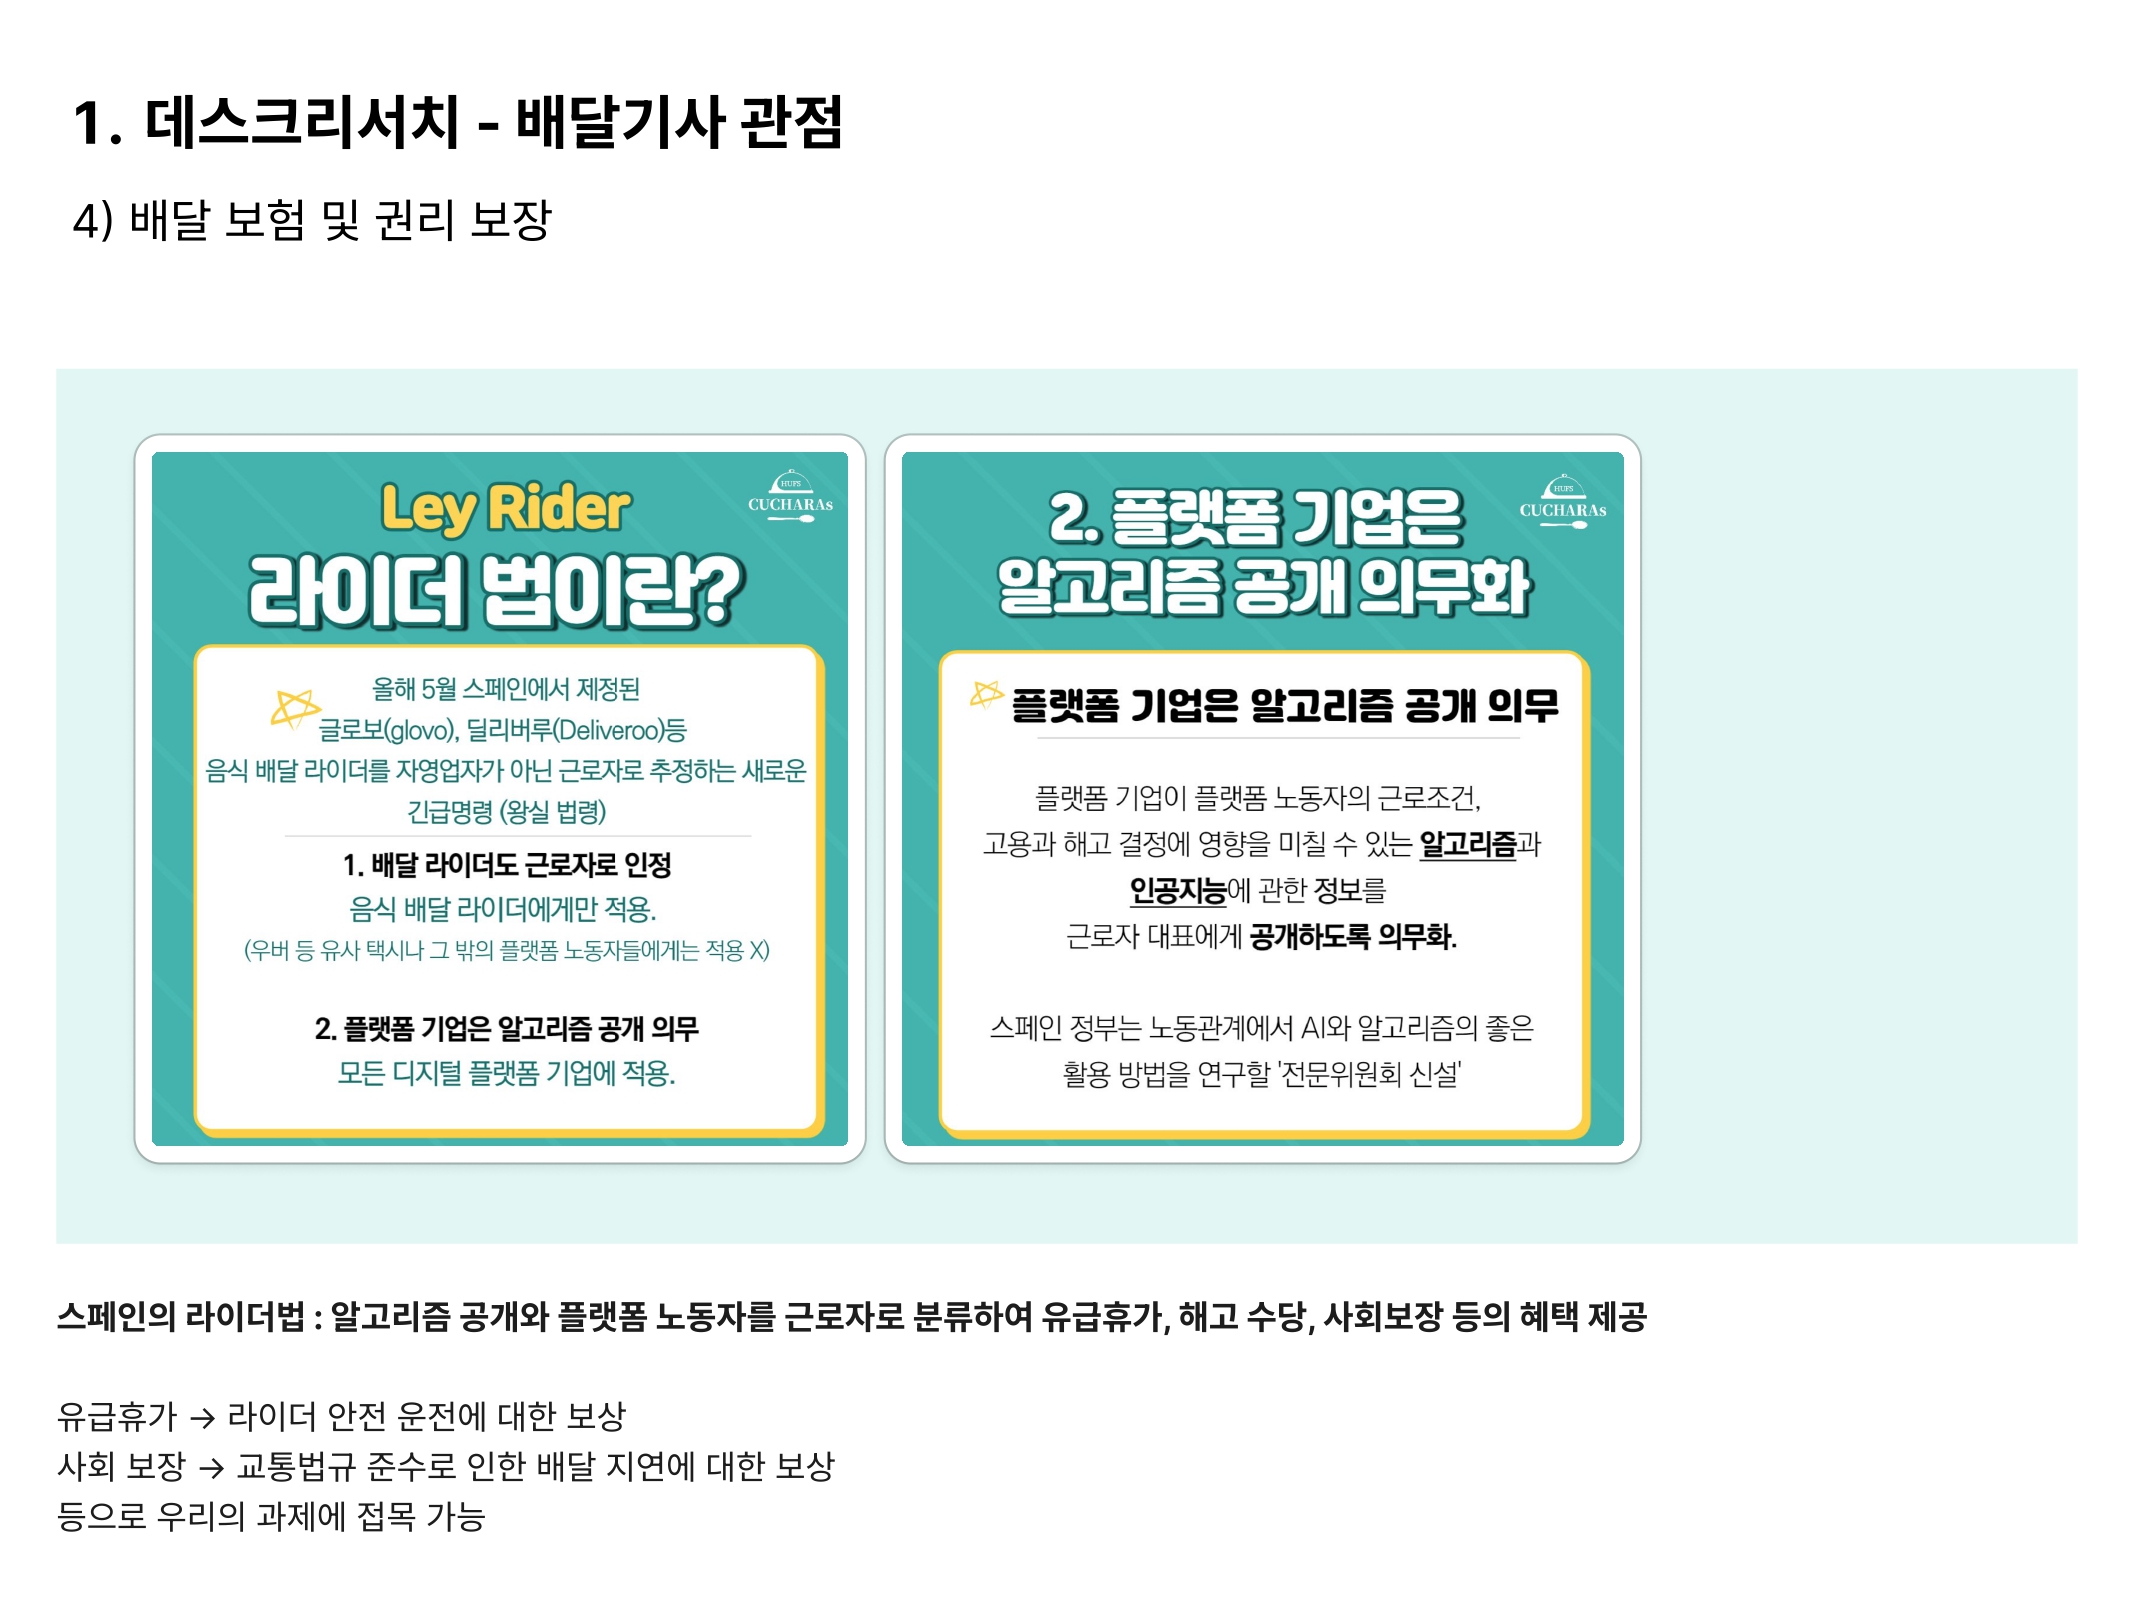 1. 데스크리서치 - 배달기사 관점
4) 배달 보험 및 권리 보장
Ley Rider
HUFS
CUCHARAs
라이더 법이란?
올해 5월 스페인에서 제정된
글로보(glovo), 딜리버루(Deliveroo)등
음식 배달 라이더를 자영업자가 아닌 근로자로 추정하는 새로운
긴급명령 (왕실 법령)
1. 배달 라이더도 근로자로 인정
음식 배달 라이더에게만 적용.
(우버 등 유사 택시나 그 밖의 플랫폼 노동자들에게는 적용 X)
2. 플랫폼 기업은 알고리즘 공개 의무
모든 디지털 플랫폼 기업에 적용.
2. 플랫폼 기업은
HUFS
CUCHARAs
알고리즘 공개 의무화
플랫폼 기업은 알고리즘 공개 의무
플랫폼 기업이 플랫폼 노동자의 근로조건,
고용과 해고 결정에 영향을 미칠 수 있는 알고리즘과
인공지능에 관한 정보를
근로자 대표에게 공개하도록 의무화.
스페인 정부는 노동관계에서 AI와 알고리즘의 좋은
활용 방법을 연구할 '전문위원회 신설'
스페인의 라이더법 : 알고리즘 공개와 플랫폼 노동자를 근로자로 분류하여 유급휴가, 해고 수당, 사회보장 등의 혜택 제공
유급휴가 → 라이더 안전 운전에 대한 보상
사회 보장 → 교통법규 준수로 인한 배달 지연에 대한 보상
등으로 우리의 과제에 접목 가능